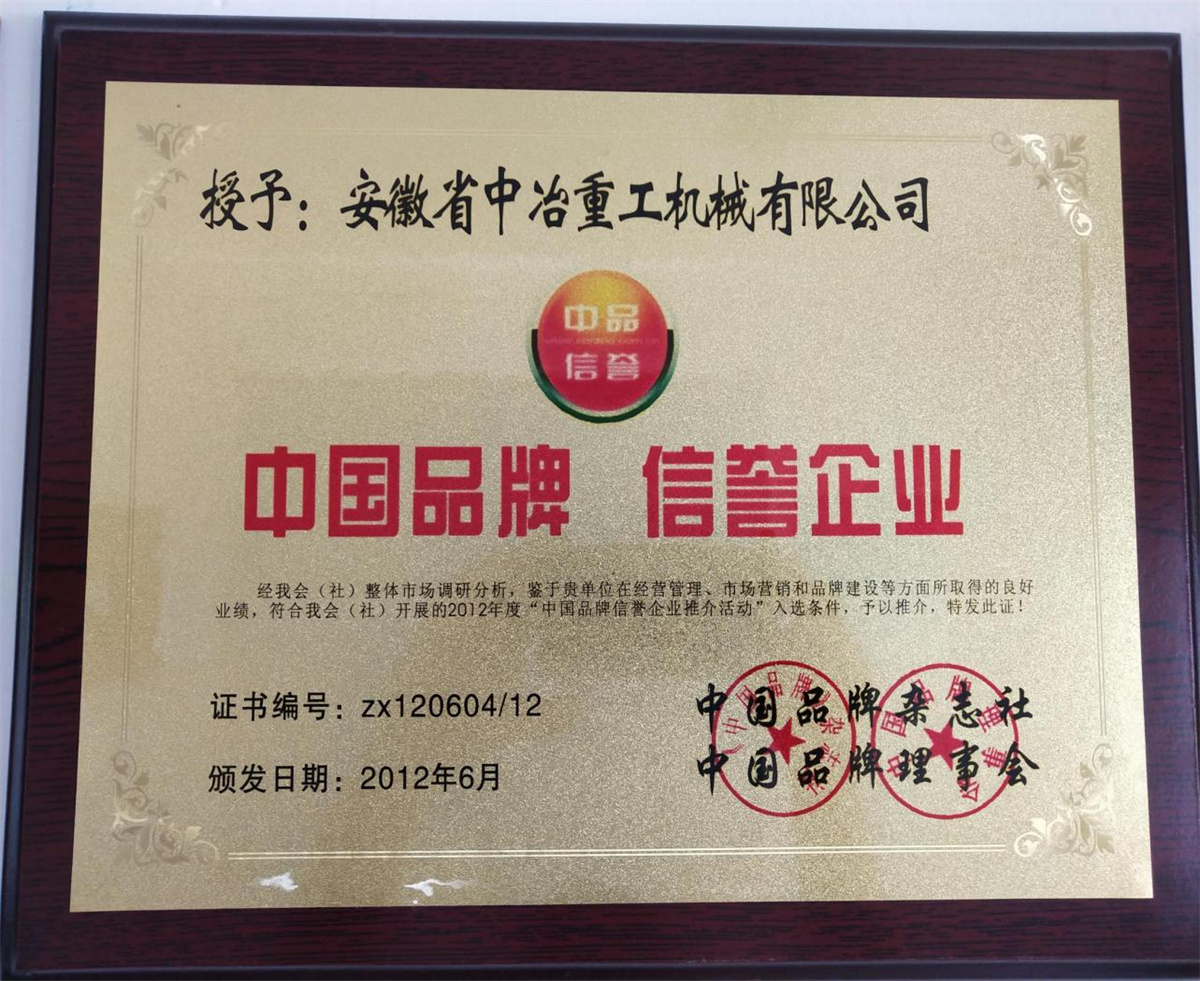 授予：安徽省中冶重工机械有限公司
中品
信誉
中国品牌 信誉企业
经我会（社）整体市场调研分析，鉴于贵单位在经营管理、市场营销和品牌建设等方面所取得的良好
业绩，符合我会（社）开展的2012年度“中国品牌信誉企业推介活动”入选条件，予以推介，特发此证！
证书编号：zx120604/12
颁发日期：2012年6月
中国品牌杂志社
中国品牌理事会